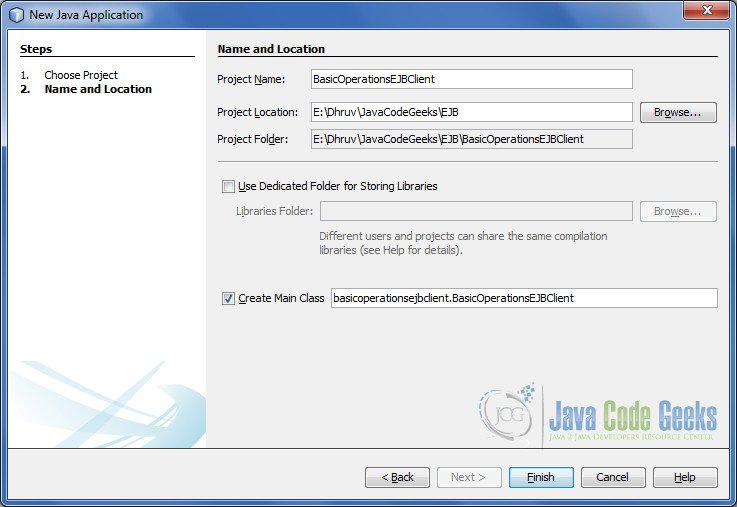 New Java Application
Steps
1. Choose Project
2. Name and Location
Name and Location
Project Name: BasicOperationsEJBClient
Project Location: E:\Dhruv\JavaCodeGeeks\EJB Browse...
Project Folder: E:\Dhruv\JavaCodeGeeks\EJB\BasicOperationsEJBClient
Use Dedicated Folder for Storing Libraries
Libraries Folder: Browse...
Different users and projects can share the same compilation
libraries (see Help for details).
Create Main Class basicoperationsejbclient.BasicOperationsEJBClient
JCG Java Code Geeks
JAVA 2 JAVA DEVELOPERS RESOURCE CENTER
< Back Next > Finish Cancel Help